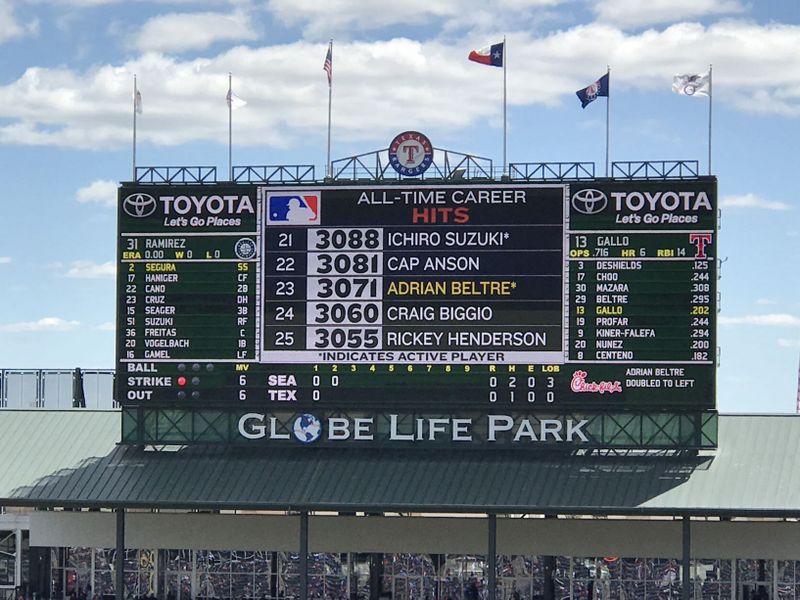 TEXAS RANGERS
T
TOYOTA
Let's Go Places
31 RAMIREZ
ERA 0.00 W 0 L 0
2 SEGURA SS
17 HANIGER CF
22 CANO 2B
23 CRUZ DH
15 SEAGER 3B
51 SUZUKI RF
36 FREITAS C
20 VOGELBACH 1B
16 GAMEL LF
ALL-TIME CAREER
HITS
21 3088 ICHIRO SUZUKI*
22 3081 CAP ANSON
23 3071 ADRIAN BELTRE*
24 3060 CRAIG BIGGIO
25 3055 RICKEY HENDERSON
*INDICATES ACTIVE PLAYER
TOYOTA
Let's Go Places
13 GALLO T
OPS .716 HR 6 RBI 14
3 DESHIELDS .125
17 CHOO .244
30 MAZARA .308
29 BELTRE .295
13 GALLO .202
19 PROFAR .244
9 KINER-FALEFA .294
20 NUNEZ .200
8 CENTENO .182
BALL MV 1 2 3 4 5 6 7 8 9 R H E LOB
STRIKE 6 SEA 0 0 0 2 0 3
OUT 6 TEX 0 0 1 0 0
Chick-fil-A
ADRIAN BELTRE
DOUBLED TO LEFT
GLOBE LIFE PARK